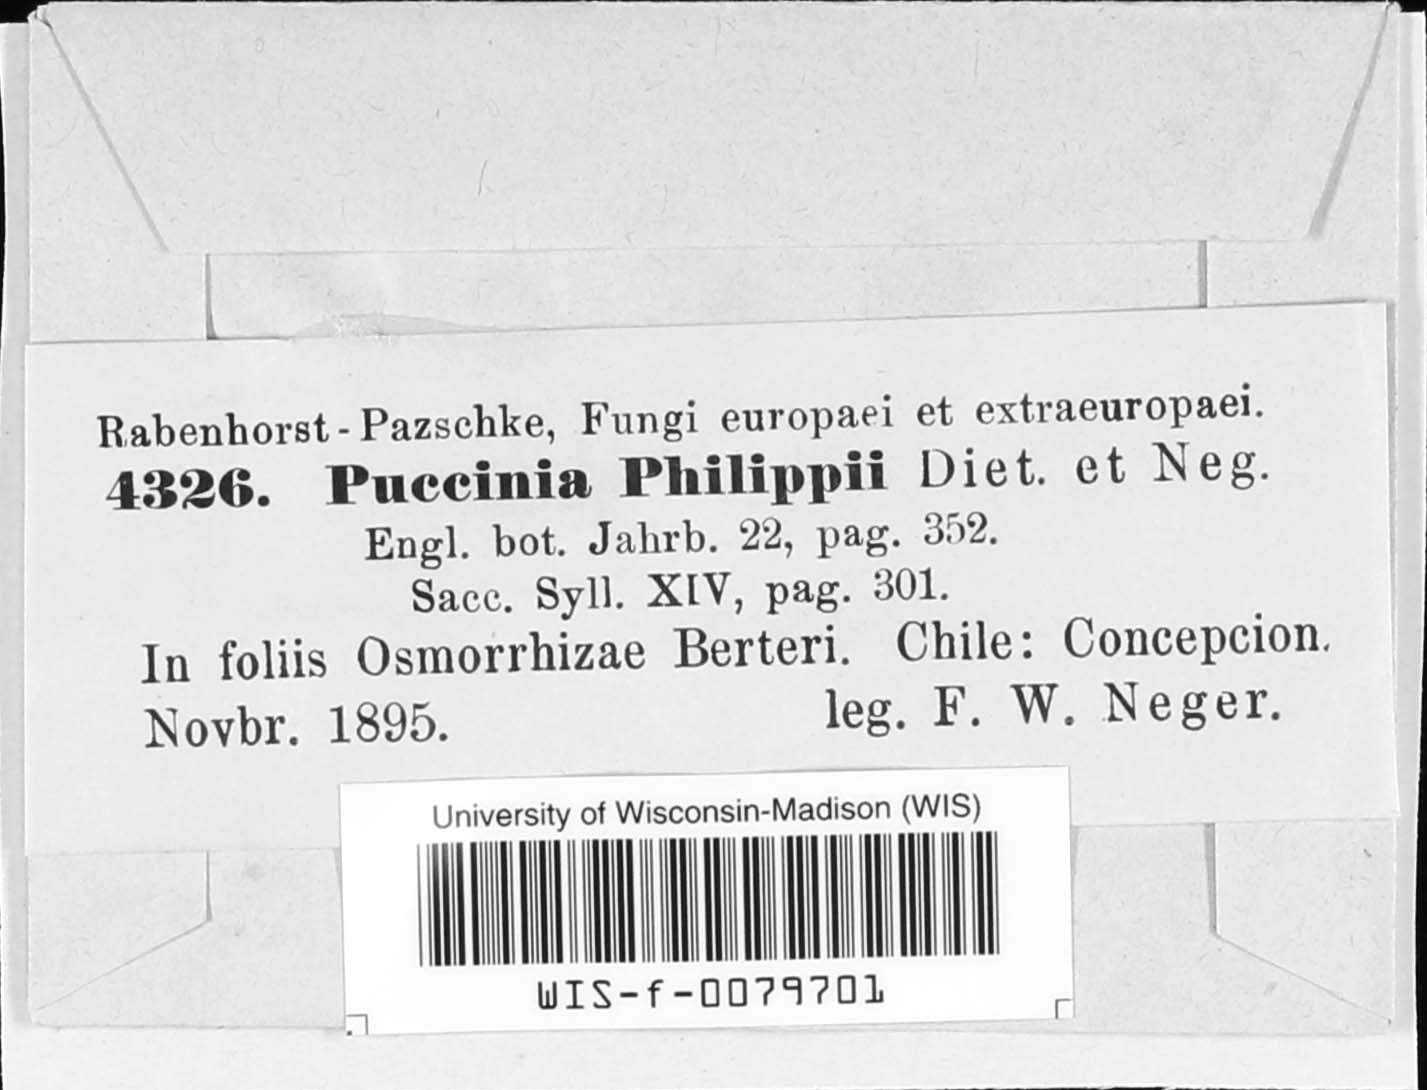 Rabenhorst-Pazschke, Fungi europaei et extraeuropaei.
4326. Puccinia Philippii Diet. et Neg.
Engl. bot. Jahrb. 22, pag. 352.
Sacc. Syll. XIV, pag. 301.
In foliis Osmorrhizae Berteri. Chile: Concepcion.
Novbr. 1895. leg. F. W. Neger.
University of Wisconsin-Madison (WIS)
WIS-f-0079701